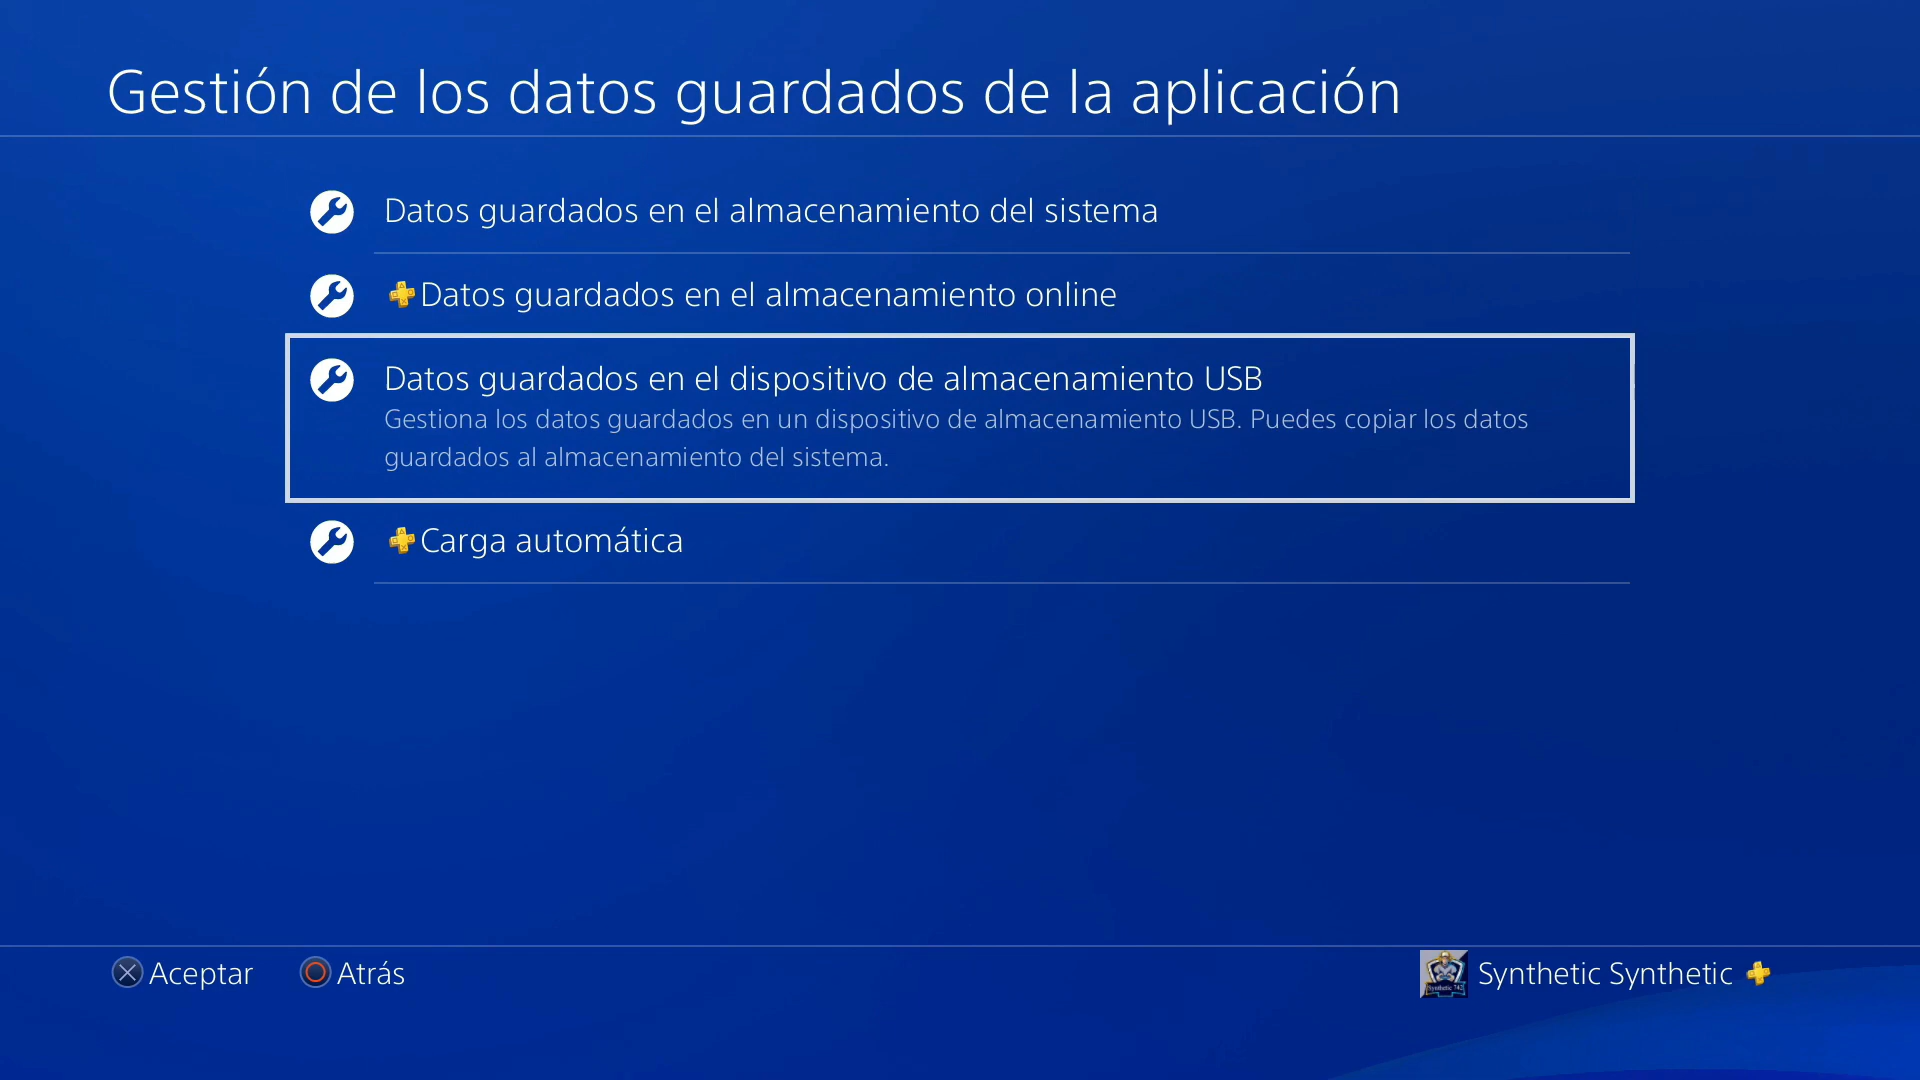 Gestión de los datos guardados de la aplicación
Datos guardados en el almacenamiento del sistema
Datos guardados en el almacenamiento online
Datos guardados en el dispositivo de almacenamiento USB
Gestiona los datos guardados en un dispositivo de almacenamiento USB. Puedes copiar los datos
guardados al almacenamiento del sistema.
Carga automática
Aceptar
Atrás
Synthetic Synthetic